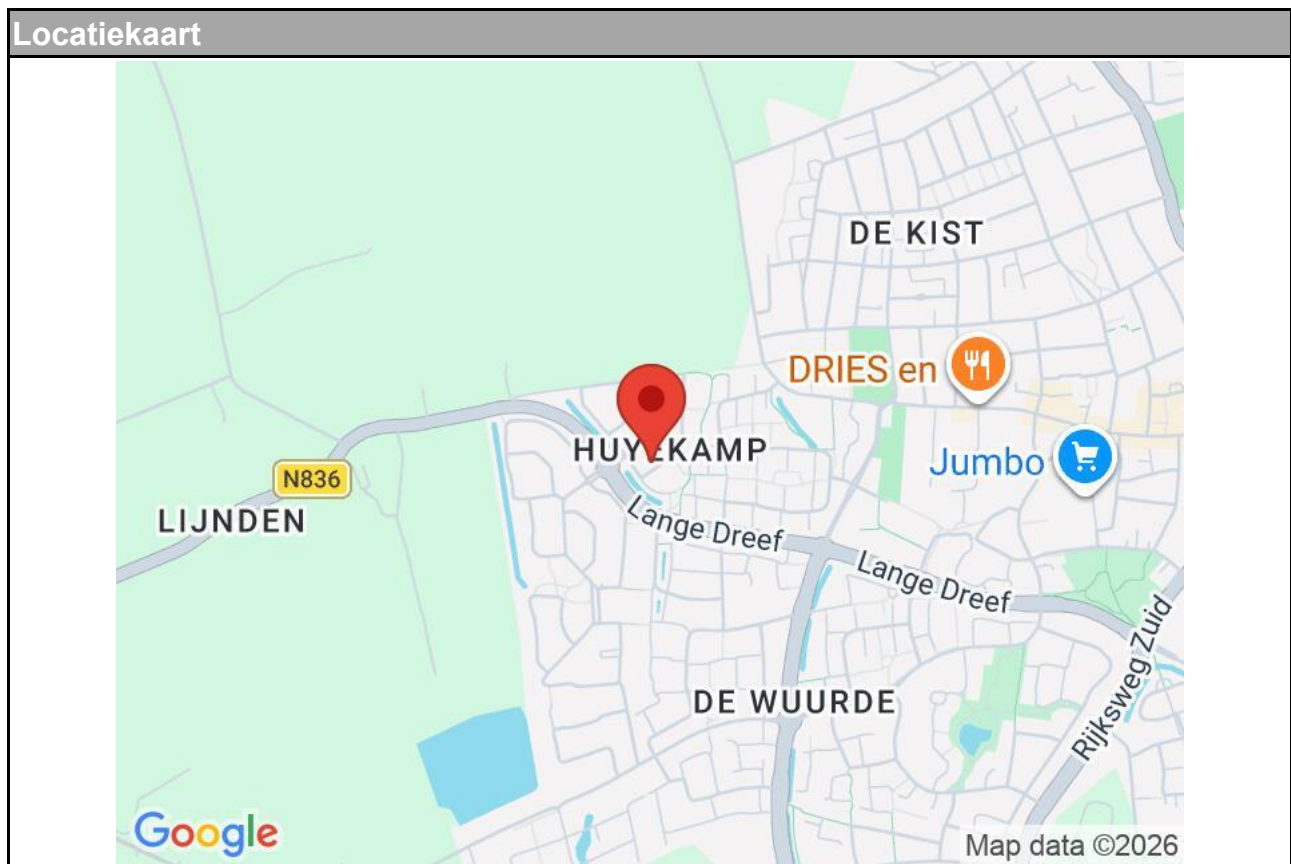 Locatiekaart
DE KIST
DRIES en
HUYEKAMP
Jumbo
N836
LIJNDEN
Lange Dreef
Lange Dreef
Rijksweg Zuid
DE WUURDE
Google
Map data ©2026